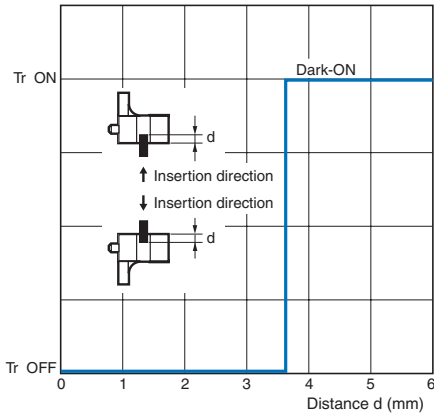 Dark-ON
Tr ON
d
Insertion direction
Insertion direction
d
Tr OFF
0 1 2 3 4 5 6
Distance d (mm)